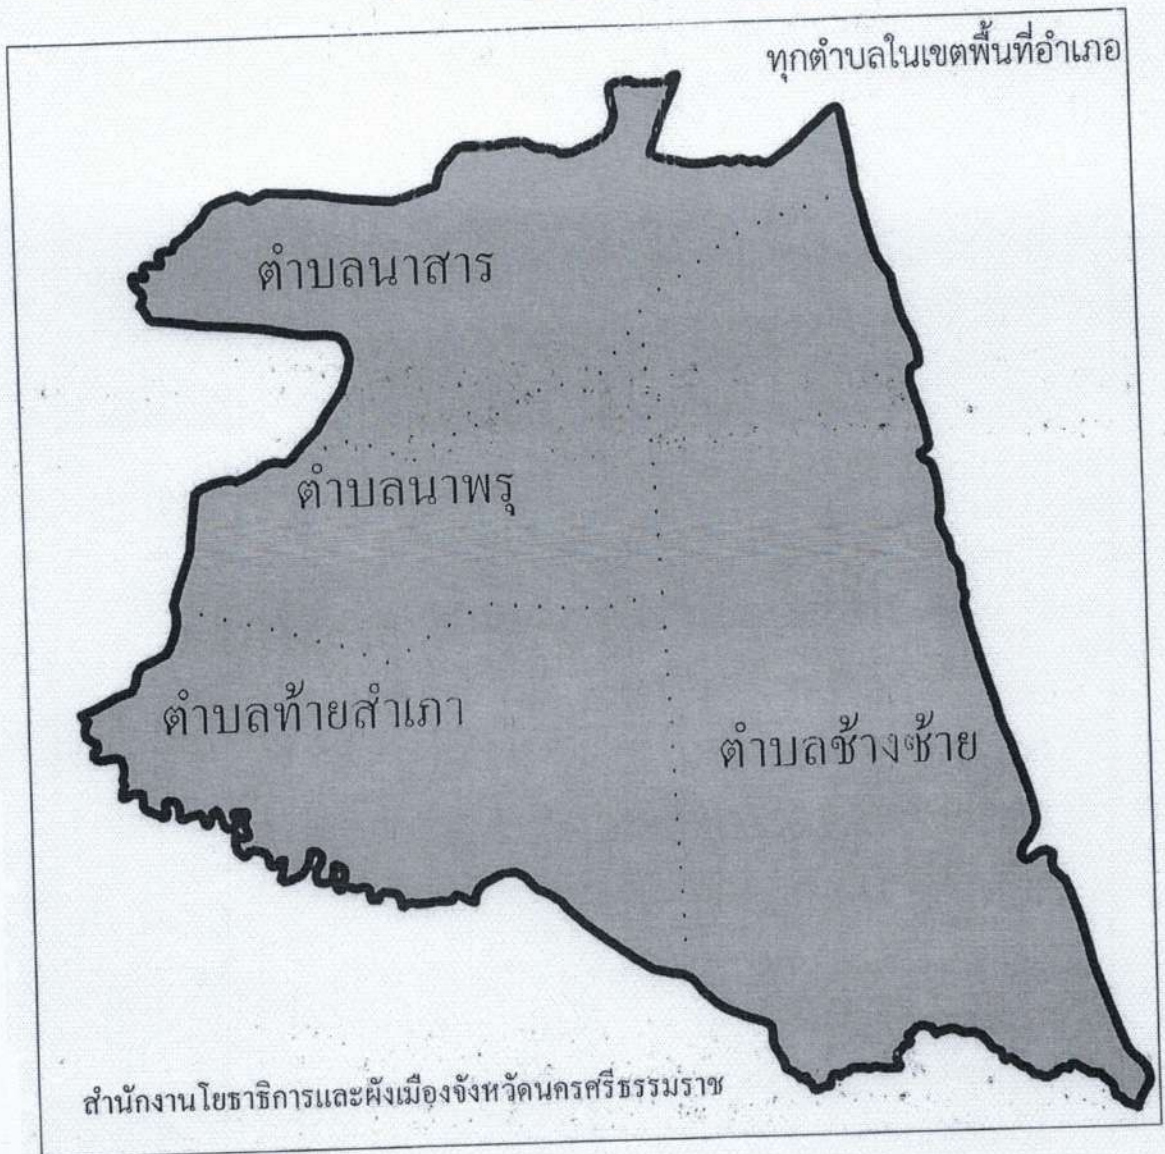 ทุกตำบลในเขตพื้นที่อำเภอ
ตำบลนาสาร
ตำบลนาพรุ
ตำบลท้ายสำเภา
ตำบลช้างซ้าย
สำนักงานโยธาธิการและผังเมืองจังหวัดนครศรีธรรมราช